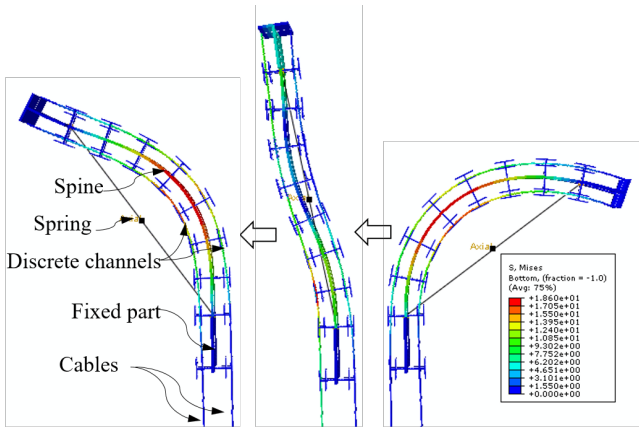 Spine
Spring
Discrete channels
Fixed part
Cables
Axial
S, Mises
Bottom, (fraction = -1.0)
(Avg: 75%)
+1.860e+01
+1.705e+01
+1.550e+01
+1.395e+01
+1.240e+01
+1.085e+01
+9.302e+00
+7.752e+00
+6.202e+00
+4.651e+00
+3.101e+00
+1.550e+00
+0.000e+00